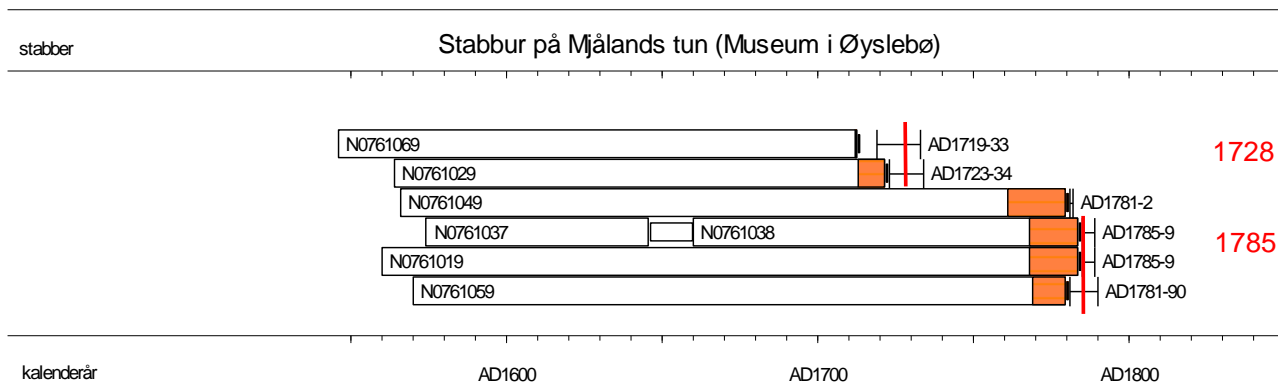 stabber Stabbur på Mjålands tun (Museum i Øyslebø)
N0761069 AD1719-33
1728
N0761029 AD1723-34
N0761049 AD1781-2
N0761037 N0761038 AD1785-9
1785
N0761019 AD1785-9
N0761059 AD1781-90
kalenderår AD1600 AD1700 AD1800